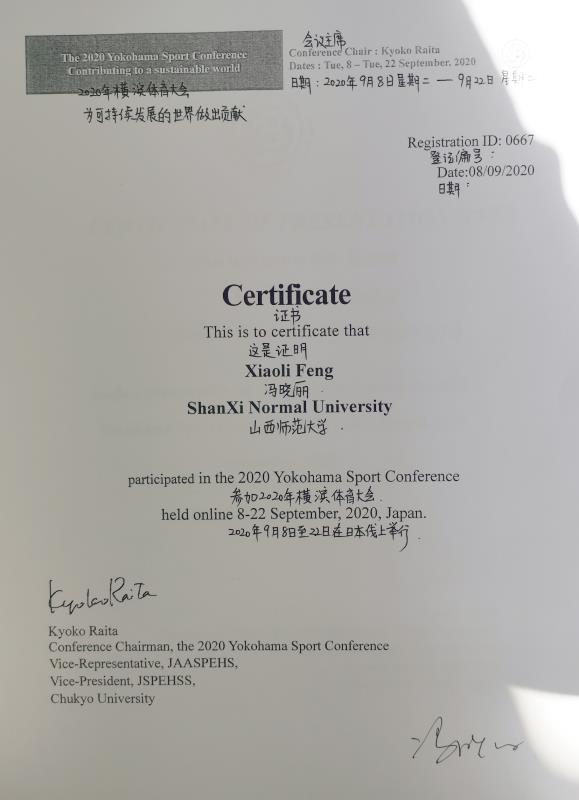 The 2020 Yokohama Sport Conference
Contributing to a sustainable world
2020年横滨体育大会
为可持续发展的世界做出贡献
会议主席
Conference Chair : Kyoko Raita
Dates : Tue, 8 – Tue, 22 September, 2020
日期：2020年9月8日星期二 — 9月22日 星期二
Registration ID: 0667
登记编号：
Date:08/09/2020
日期：
Certificate
证书
This is to certificate that
这是证明
Xiaoli Feng
冯晓丽
ShanXi Normal University
山西师范大学.
participated in the 2020 Yokohama Sport Conference
参加2020年横滨体育大会.
held online 8-22 September, 2020, Japan.
2020年9月8日至22日在日本线上举行.
Kyoko Raita
Kyoko Raita
Conference Chairman, the 2020 Yokohama Sport Conference
Vice-Representative, JAASPEHS,
Vice-President, JSPEHSS,
Chukyo University